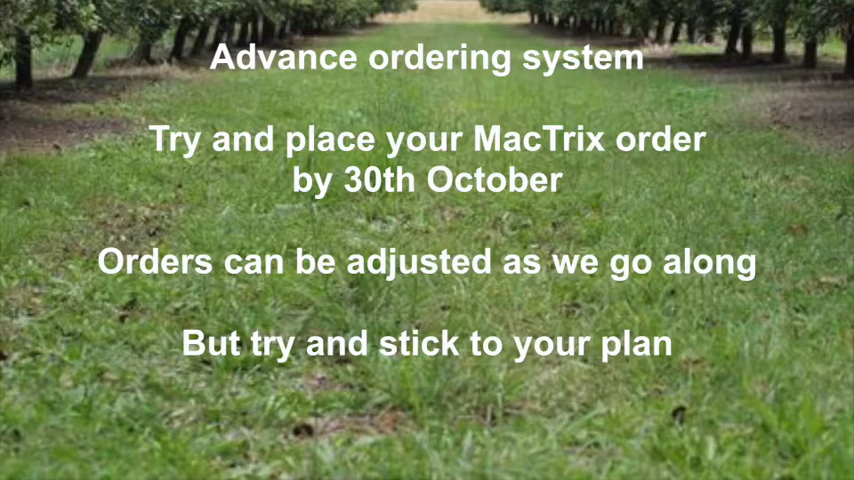 Advance ordering system
Try and place your MacTrix order
by 30th October
Orders can be adjusted as we go along
But try and stick to your plan